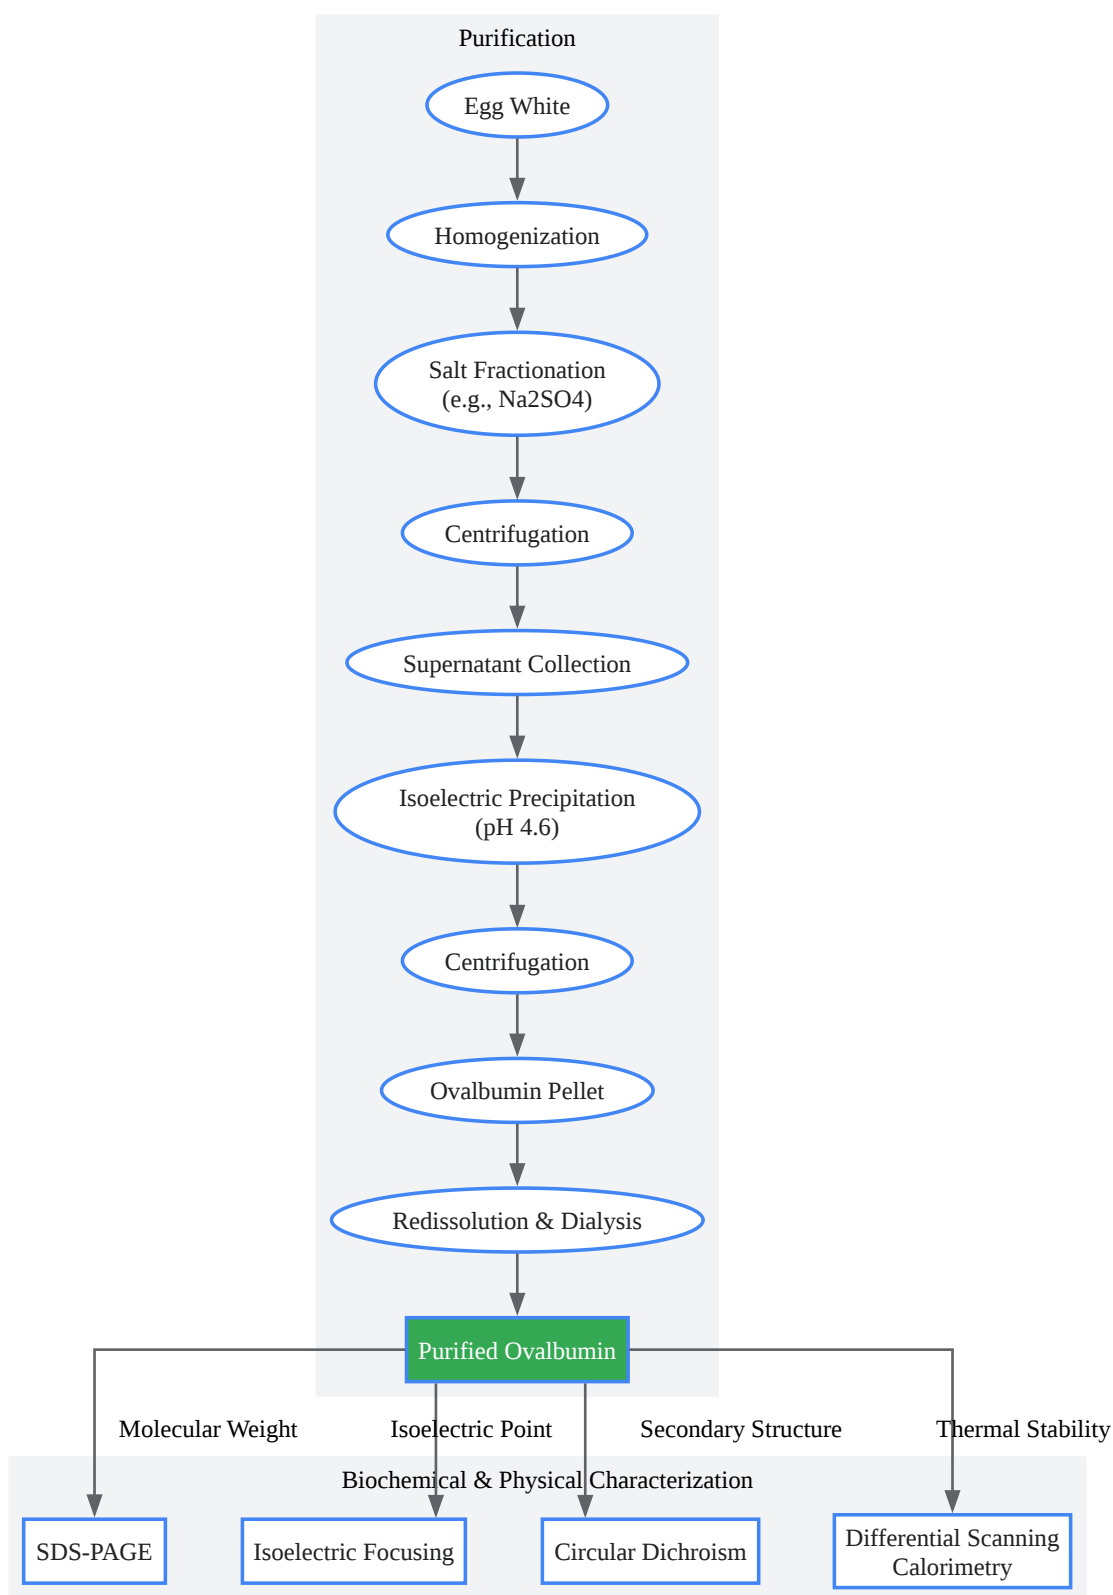 Purification
Egg White
Homogenization
Salt Fractionation
(e.g., Na2SO4)
Centrifugation
Supernatant Collection
Isoelectric Precipitation
(pH 4.6)
Centrifugation
Ovalbumin Pellet
Redissolution & Dialysis
Purified Ovalbumin
Molecular Weight
Isoelectric Point
Secondary Structure
Thermal Stability
Biochemical & Physical Characterization
SDS-PAGE
Isoelectric Focusing
Circular Dichroism
Differential Scanning
Calorimetry